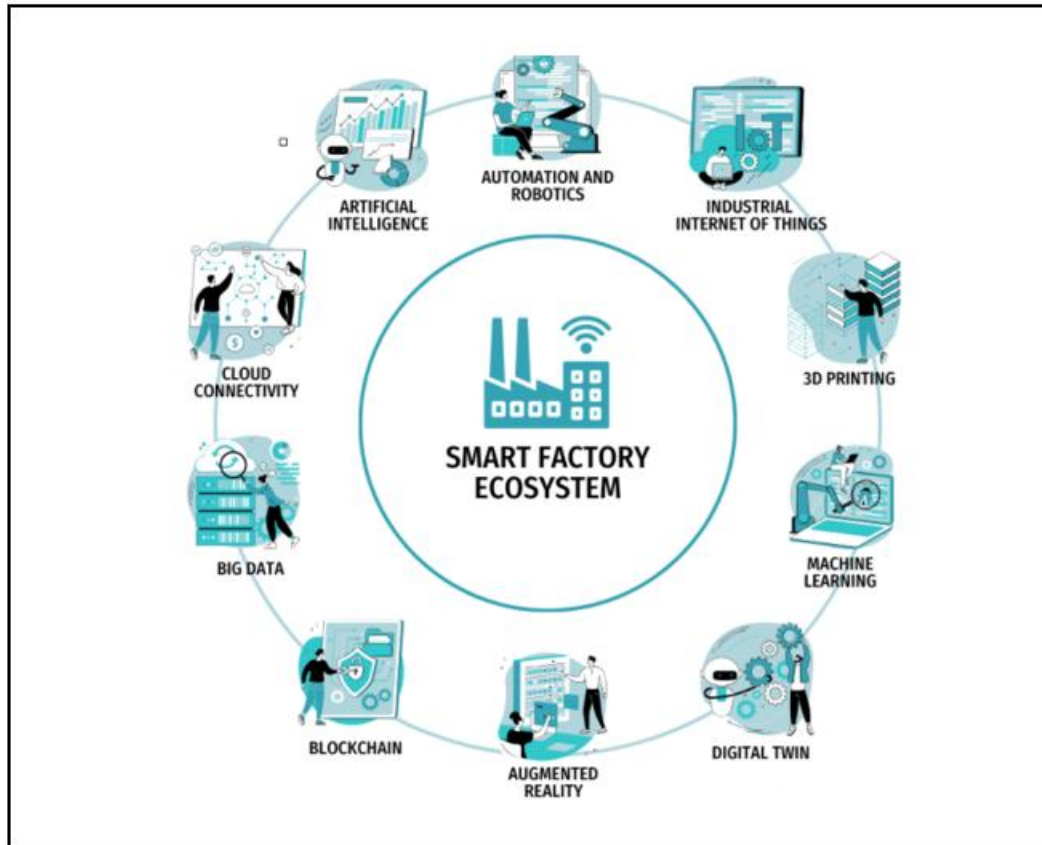 SMART FACTORY
ECOSYSTEM
AUTOMATION AND
ROBOTICS
IoT
INDUSTRIAL
INTERNET OF THINGS
3D PRINTING
MACHINE
LEARNING
DIGITAL TWIN
AUGMENTED
REALITY
BLOCKCHAIN
BIG DATA
$
CLOUD
CONNECTIVITY
ARTIFICIAL
INTELLIGENCE